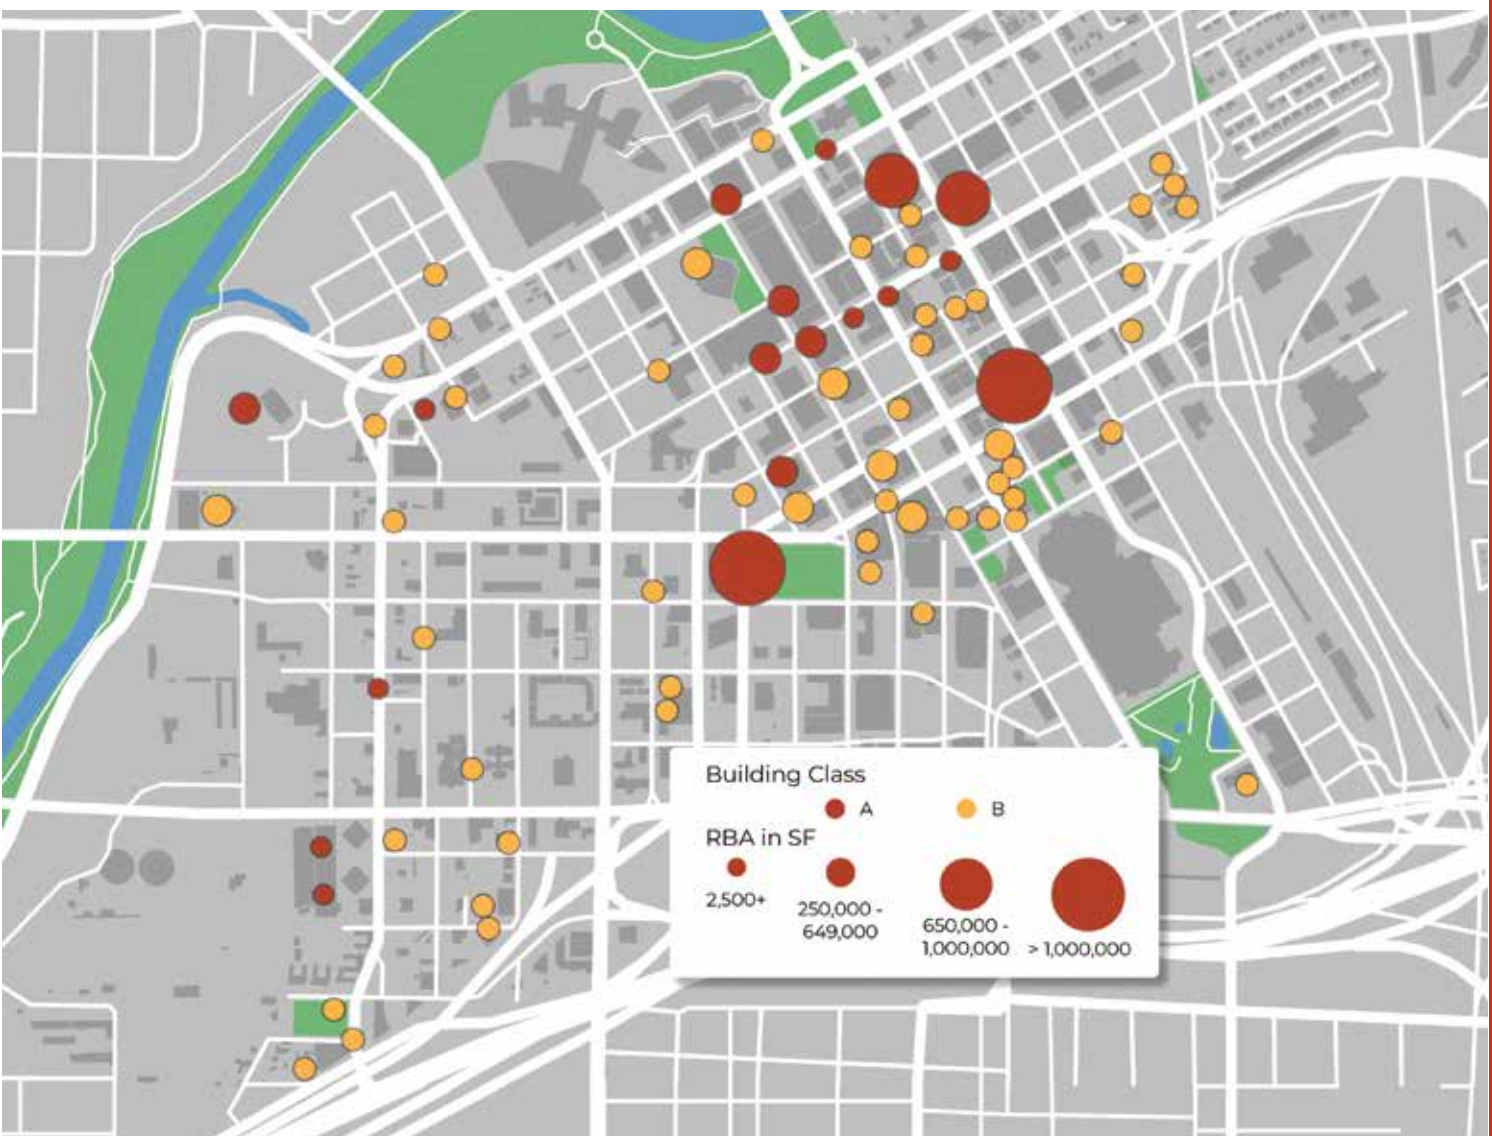 Building Class
A
B
RBA in SF
2,500+
250,000 -
649,000
650,000 -
1,000,000
> 1,000,000